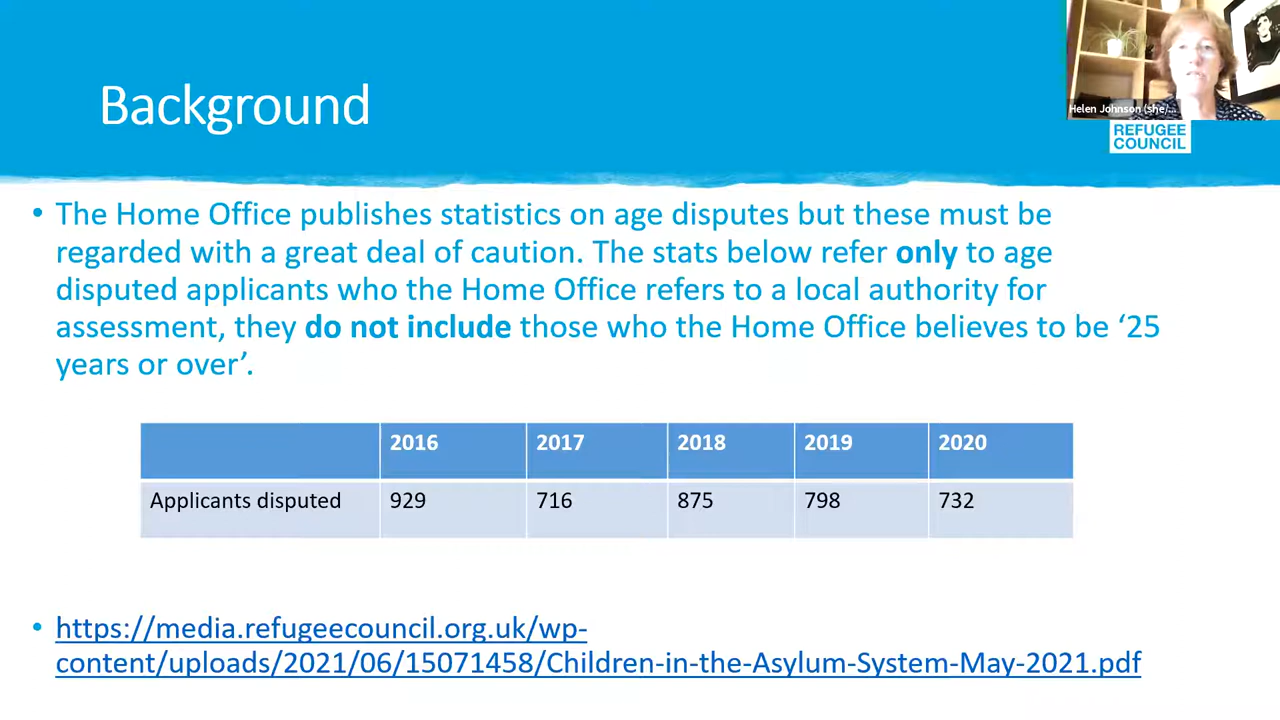 Background
Helen Johnson (she/...
REFUGEE
COUNCIL
• The Home Office publishes statistics on age disputes but these must be
regarded with a great deal of caution. The stats below refer only to age
disputed applicants who the Home Office refers to a local authority for
assessment, they do not include those who the Home Office believes to be ‘25
years or over’.
2016 2017 2018 2019 2020
Applicants disputed 929 716 875 798 732
• https://media.refugeecouncil.org.uk/wp-
content/uploads/2021/06/15071458/Children-in-the-Asylum-System-May-2021.pdf